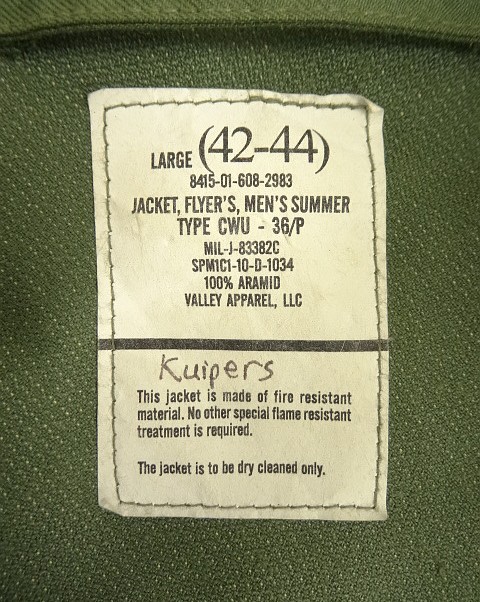 LARGE (42-44)
8415-01-608-2983
JACKET, FLYER'S, MEN'S SUMMER
TYPE CWU - 36/P
MIL-J-83382C
SPM1C1-10-D-1034
100% ARAMID
VALLEY APPAREL, LLC
Kuipers
This jacket is made of fire resistant
material. No other special flame resistant
treatment is required.
The jacket is to be dry cleaned only.